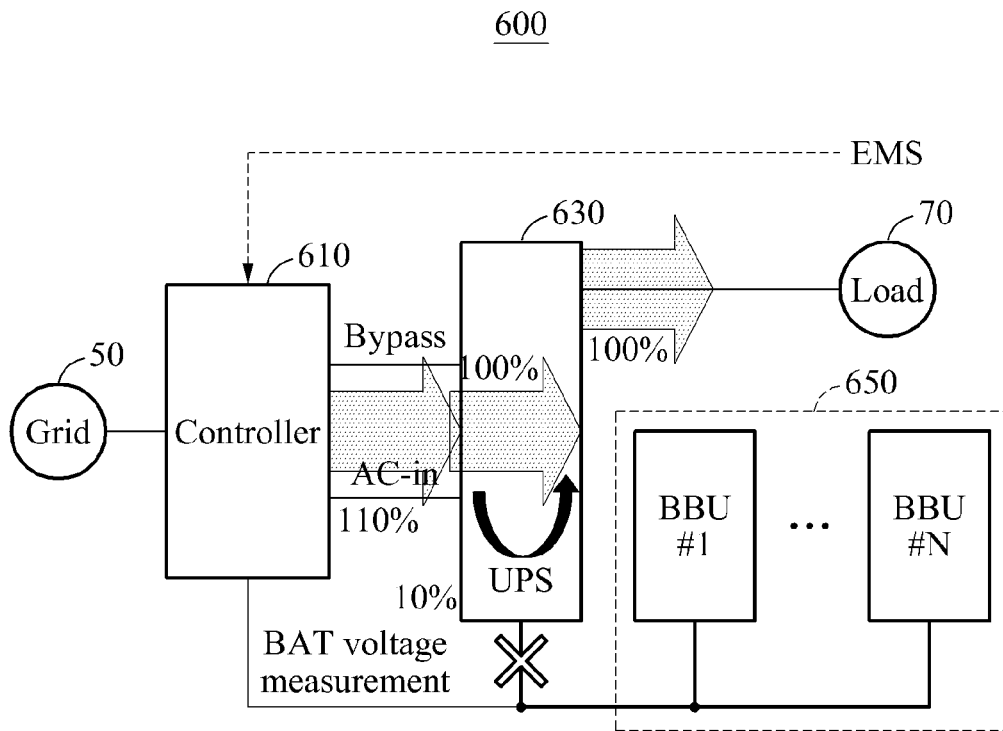 600
EMS
630
70
610
Load
Bypass
50
100%
100%
650
Grid
Controller
AC-in
110%
BBU
#1
...
BBU
#N
UPS
10%
BAT voltage
measurement